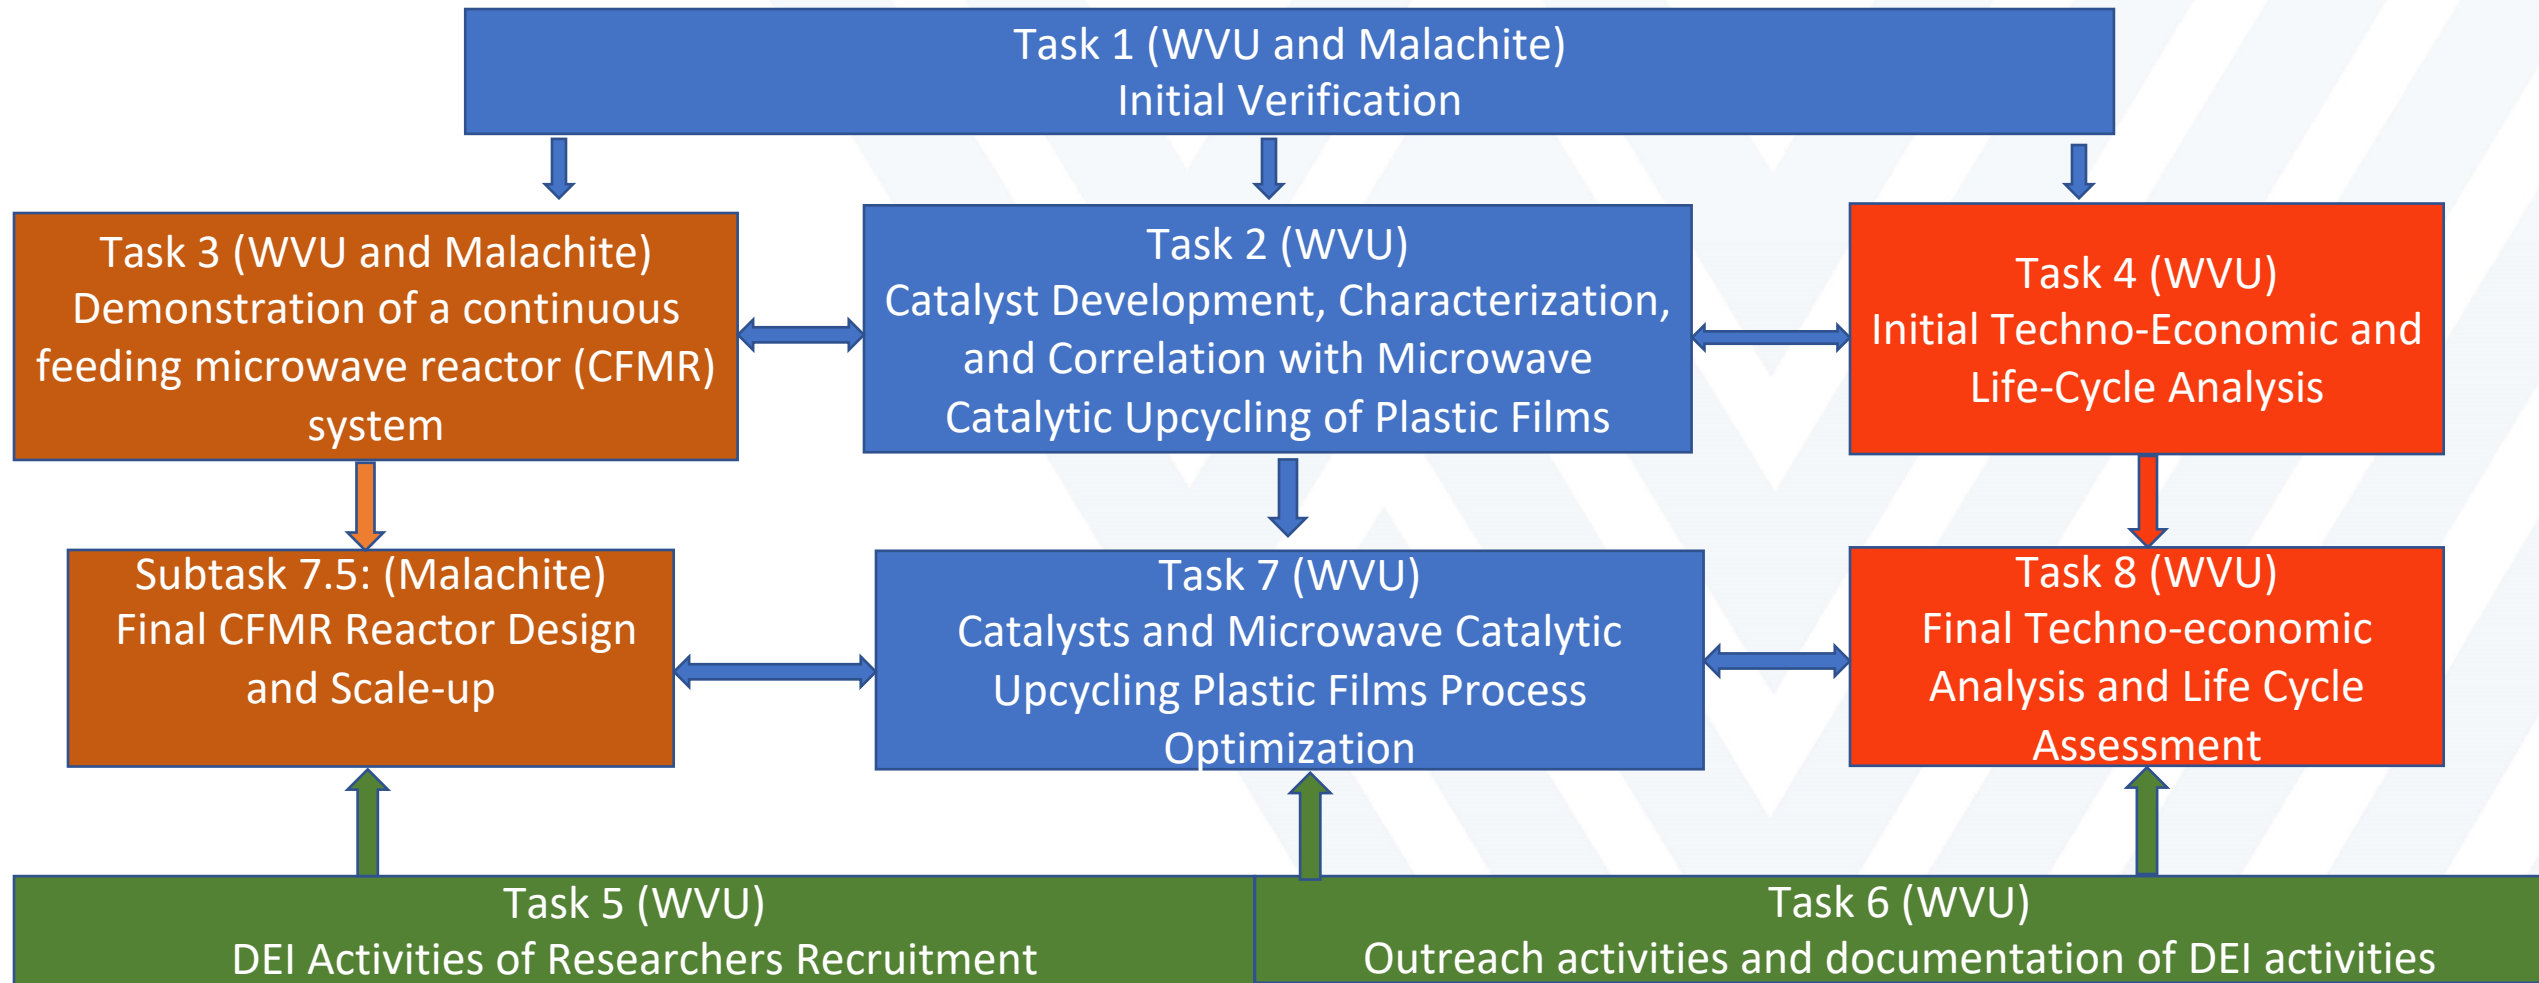 Task 1 (WVU and Malachite)
Initial Verification
Task 3 (WVU and Malachite)
Demonstration of a continuous
feeding microwave reactor (CFMR)
system
Task 2 (WVU)
Catalyst Development, Characterization,
and Correlation with Microwave
Catalytic Upcycling of Plastic Films
Task 4 (WVU)
Initial Techno-Economic and
Life-Cycle Analysis
Subtask 7.5: (Malachite)
Final CFMR Reactor Design
and Scale-up
Task 7 (WVU)
Catalysts and Microwave Catalytic
Upcycling Plastic Films Process
Optimization
Task 8 (WVU)
Final Techno-economic
Analysis and Life Cycle
Assessment
Task 5 (WVU)
DEI Activities of Researchers Recruitment
Task 6 (WVU)
Outreach activities and documentation of DEI activities